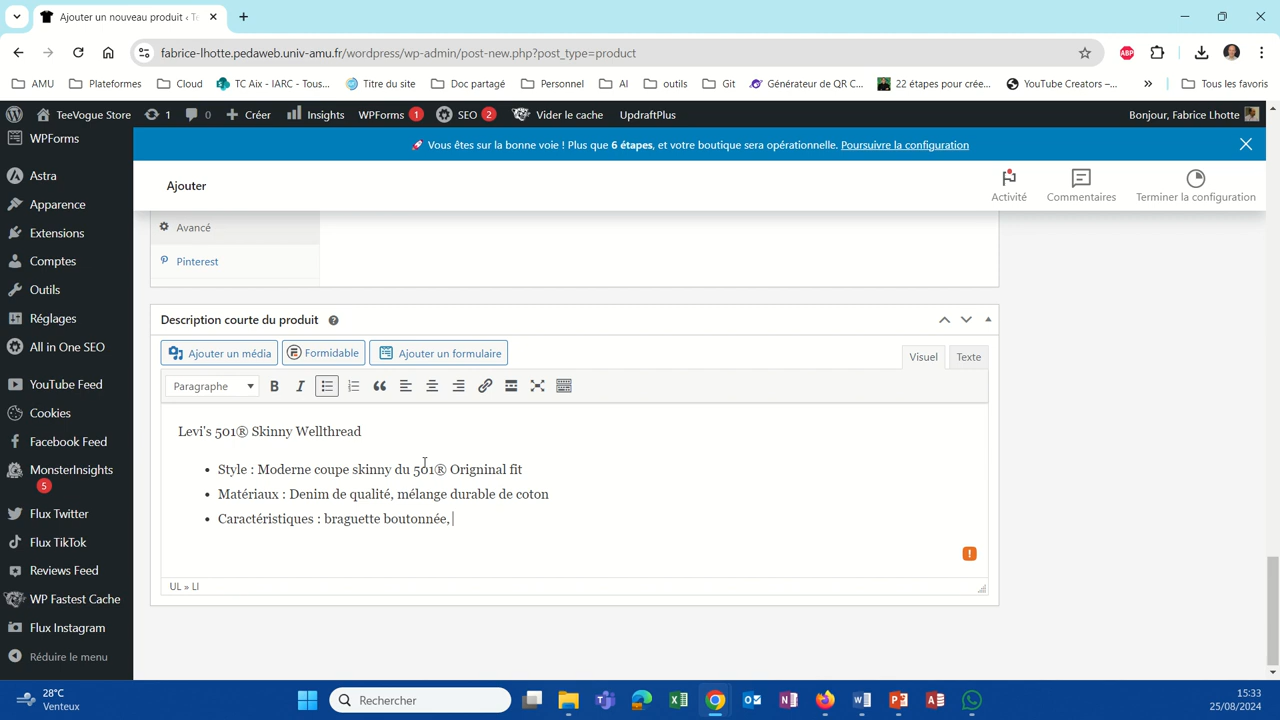 Ajouter un nouveau produit ‹ Te
fabrice-lhotte.pedaweb.univ-amu.fr/wordpress/wp-admin/post-new.php?post_type=product
ABP
AMU Plateformes Cloud TC Aix - IARC - Tous... Titre du site Doc partagé Personnel AI outils Git Générateur de QR C... 22 étapes pour crée... YouTube Creators –... » Tous les favoris
TeeVogue Store 1 0 Créer Insights WPForms 1 SEO 2 Vider le cache UpdraftPlus Bonjour, Fabrice Lhotte
WPForms
Astra
Apparence
Extensions
Comptes
Outils
Réglages
All in One SEO
YouTube Feed
Cookies
Facebook Feed
MonsterInsights
5
Flux Twitter
Flux TikTok
Reviews Feed
WP Fastest Cache
Flux Instagram
Réduire le menu
Vous êtes sur la bonne voie ! Plus que 6 étapes, et votre boutique sera opérationnelle. Poursuivre la configuration
Ajouter
Activité
Commentaires
Terminer la configuration
Avancé
Pinterest
Description courte du produit
Ajouter un média
Formidable
Ajouter un formulaire
Visuel
Texte
Paragraphe
B I
Levi's 501® Skinny Wellthread
• Style : Moderne coupe skinny du 501® Origninal fit
• Matériaux : Denim de qualité, mélange durable de coton
• Caractéristiques : braguette boutonnée,
!
UL » LI
28°C
Venteux
Rechercher
15:33
25/08/2024